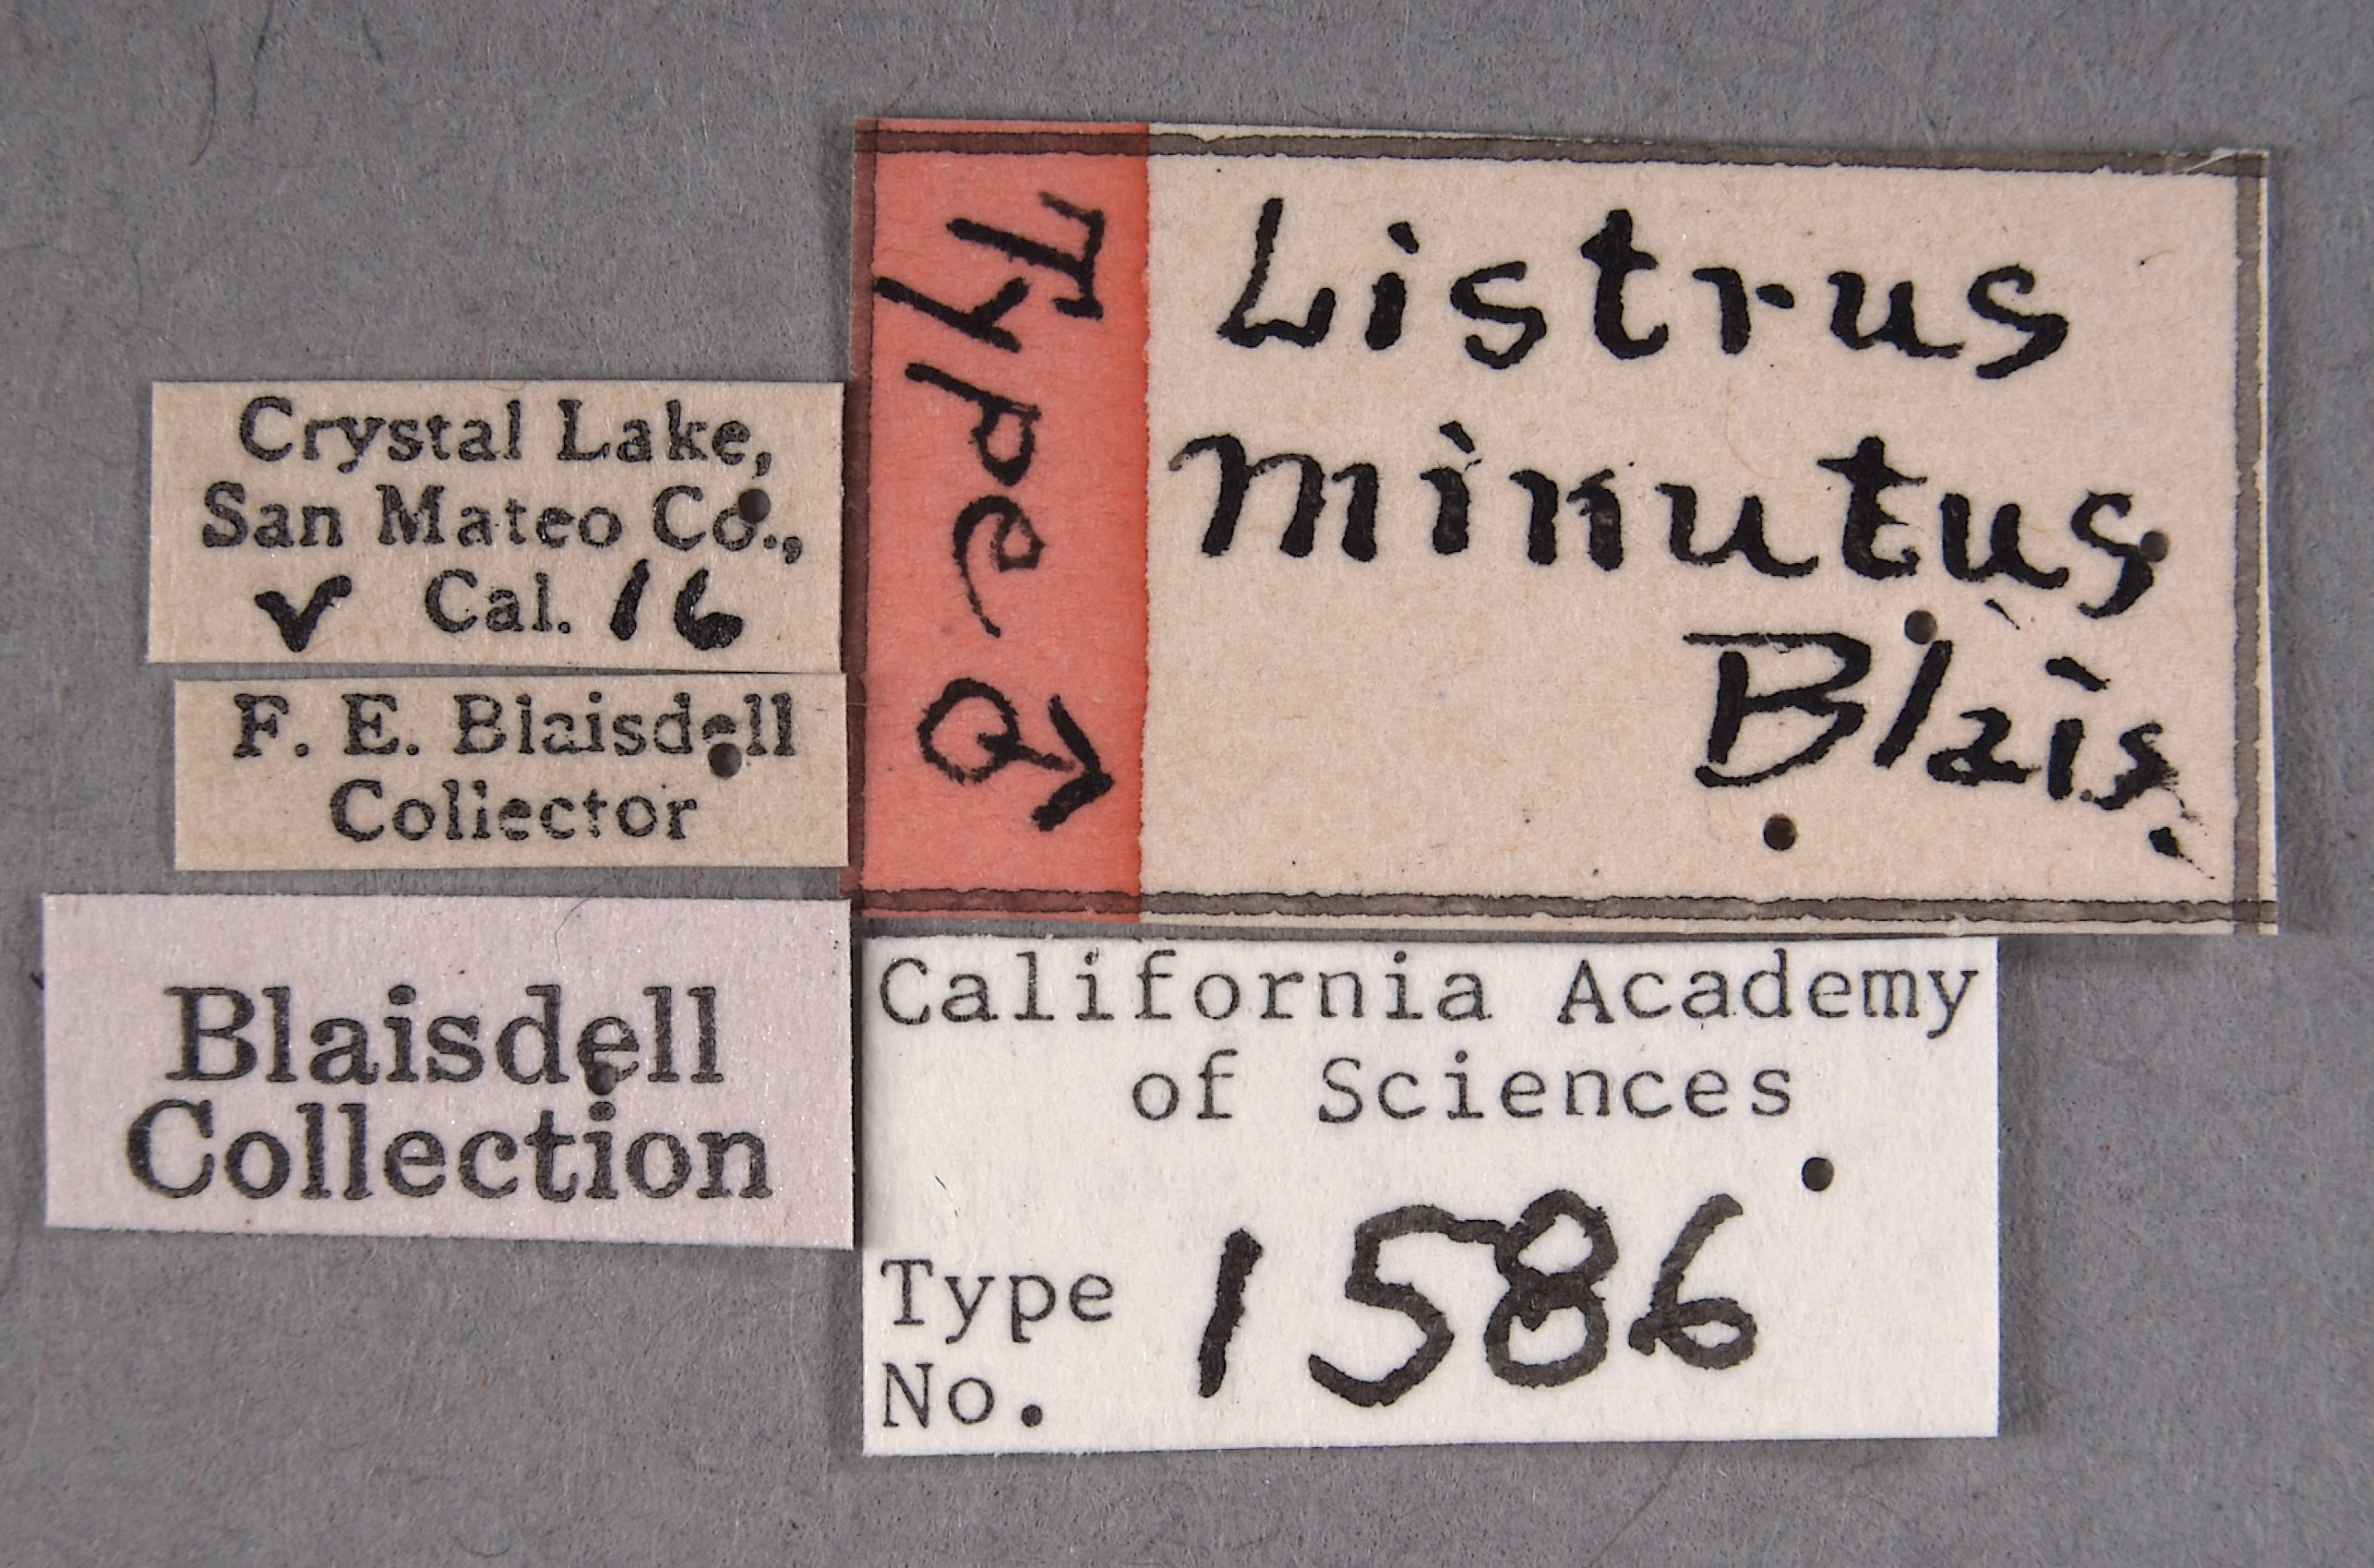 Crystal Lake,
San Mateo Co.,
V Cal. 16
F. E. Blaisdell
Collector
Blaisdell
Collection
Type ♂
Listrus
minutus
Blais.
California Academy
of Sciences
Type
No. 1586